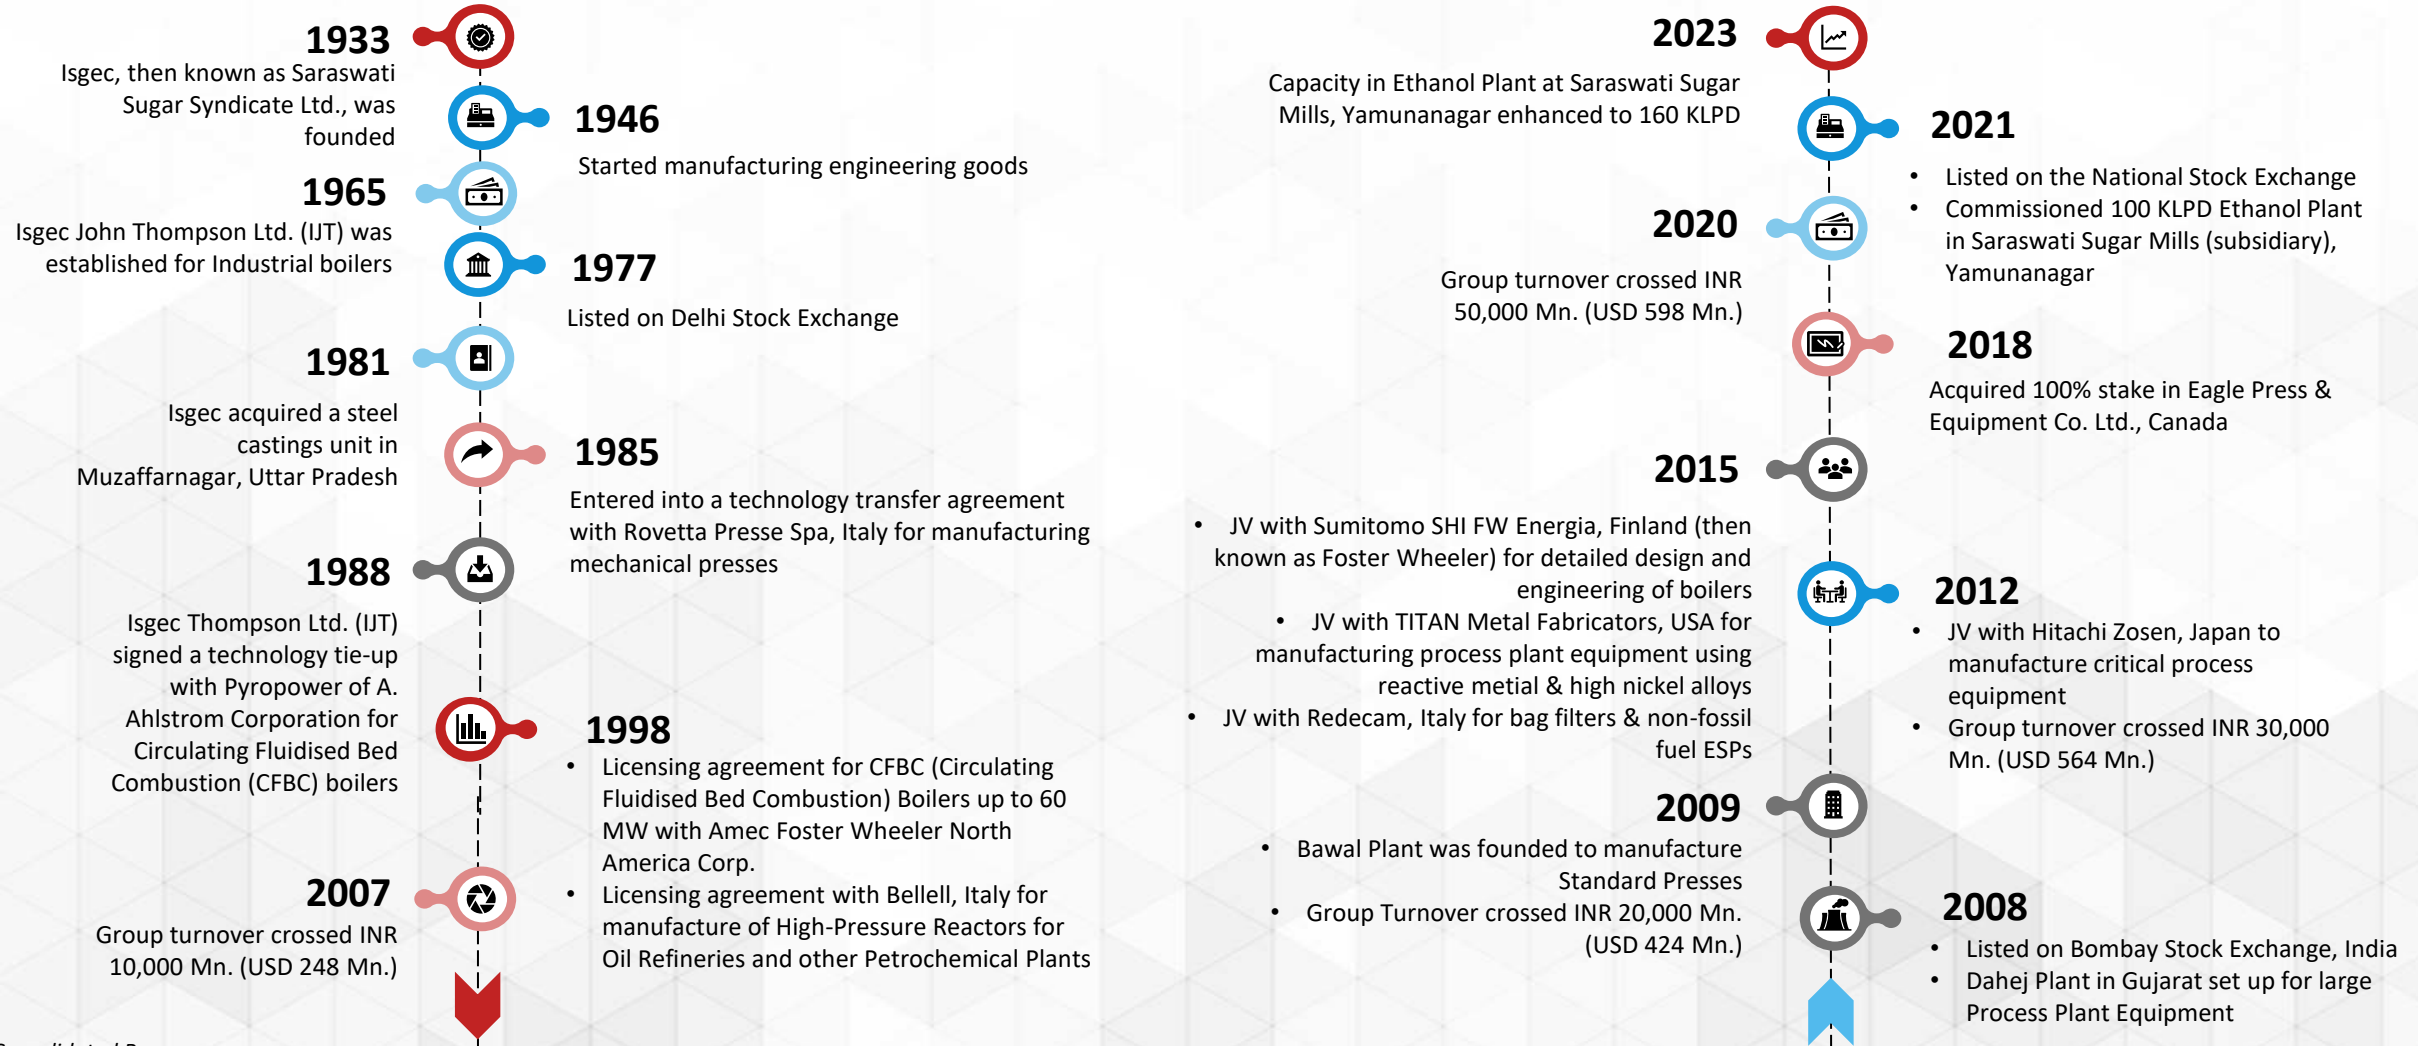 1933
Isgec, then known as Saraswati
Sugar Syndicate Ltd., was
founded
1946
Started manufacturing engineering goods
1965
Isgec John Thompson Ltd. (IJT) was
established for Industrial boilers
1977
Listed on Delhi Stock Exchange
1981
Isgec acquired a steel
castings unit in
Muzaffarnagar, Uttar Pradesh
1985
Entered into a technology transfer agreement
with Rovetta Presse Spa, Italy for manufacturing
mechanical presses
1988
Isgec Thompson Ltd. (IJT)
signed a technology tie-up
with Pyropower of A.
Ahlstrom Corporation for
Circulating Fluidised Bed
Combustion (CFBC) boilers
1998
• Licensing agreement for CFBC (Circulating
Fluidised Bed Combustion) Boilers up to 60
MW with Amec Foster Wheeler North
America Corp.
• Licensing agreement with Bellell, Italy for
manufacture of High-Pressure Reactors for
Oil Refineries and other Petrochemical Plants
2007
Group turnover crossed INR
10,000 Mn. (USD 248 Mn.)
2023
Capacity in Ethanol Plant at Saraswati Sugar
Mills, Yamunanagar enhanced to 160 KLPD
2021
• Listed on the National Stock Exchange
• Commissioned 100 KLPD Ethanol Plant
in Saraswati Sugar Mills (subsidiary),
Yamunanagar
2020
Group turnover crossed INR
50,000 Mn. (USD 598 Mn.)
2018
Acquired 100% stake in Eagle Press &
Equipment Co. Ltd., Canada
2015
• JV with Sumitomo SHI FW Energia, Finland (then
known as Foster Wheeler) for detailed design and
engineering of boilers
• JV with TITAN Metal Fabricators, USA for
manufacturing process plant equipment using
reactive metial & high nickel alloys
• JV with Redecam, Italy for bag filters & non-fossil
fuel ESPs
2012
• JV with Hitachi Zosen, Japan to
manufacture critical process
equipment
• Group turnover crossed INR 30,000
Mn. (USD 564 Mn.)
2009
• Bawal Plant was founded to manufacture
Standard Presses
• Group Turnover crossed INR 20,000 Mn.
(USD 424 Mn.)
2008
• Listed on Bombay Stock Exchange, India
• Dahej Plant in Gujarat set up for large
Process Plant Equipment